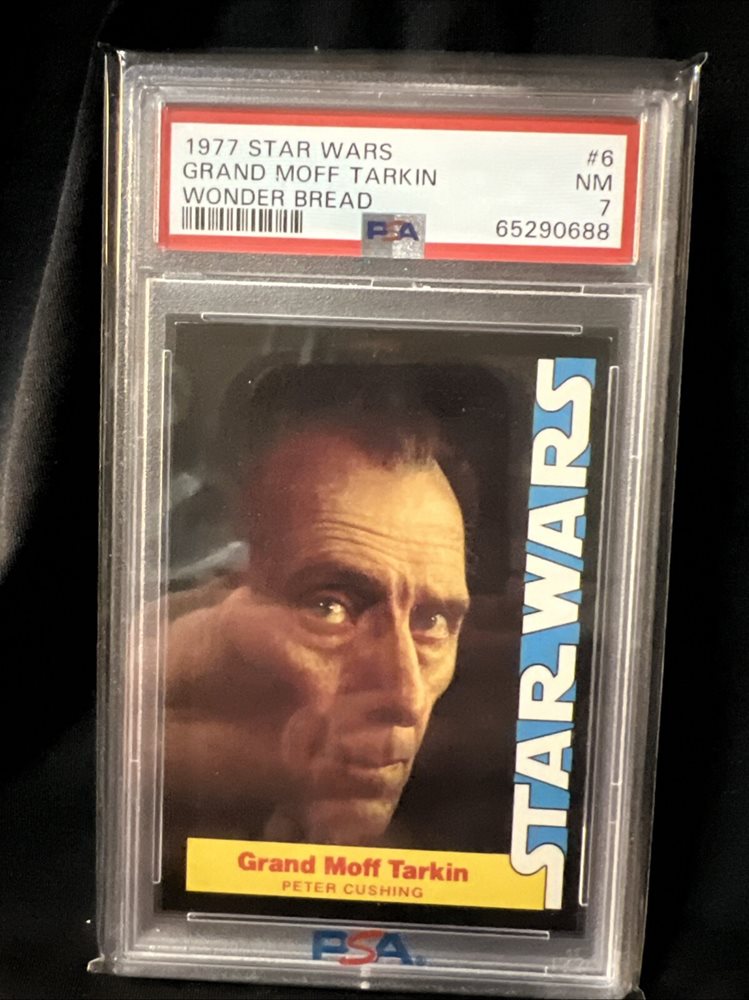 1977 STAR WARS #6
GRAND MOFF TARKIN NM
WONDER BREAD 7
PSA 65290688
STAR WARS
Grand Moff Tarkin
PETER CUSHING
PSA